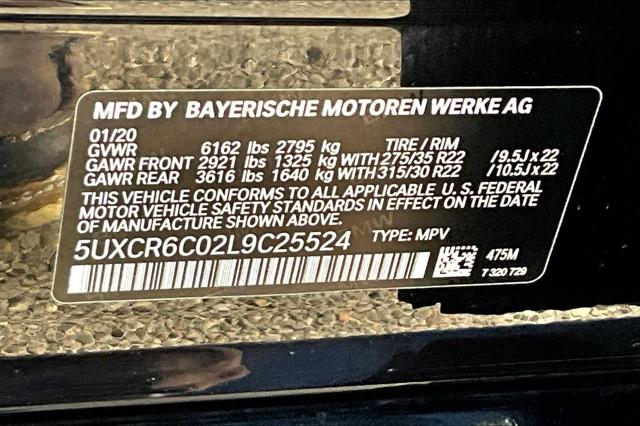 MFD BY BAYERISCHE MOTOREN WERKE AG
01/20
GVWR 6162 lbs 2795 kg TIRE / RIM
GAWR FRONT 2921 lbs 1325 kg WITH 275/35 R22 / 9.5J x 22
GAWR REAR 3616 lbs 1640 kg WITH 315/30 R22 / 10.5J x 22
THIS VEHICLE CONFORMS TO ALL APPLICABLE U. S. FEDERAL
MOTOR VEHICLE SAFETY STANDARDS IN EFFECT ON THE DATE
OF MANUFACTURE SHOWN ABOVE.
5UXCR6C02L9C25524 TYPE: MPV
475M
7 320 729